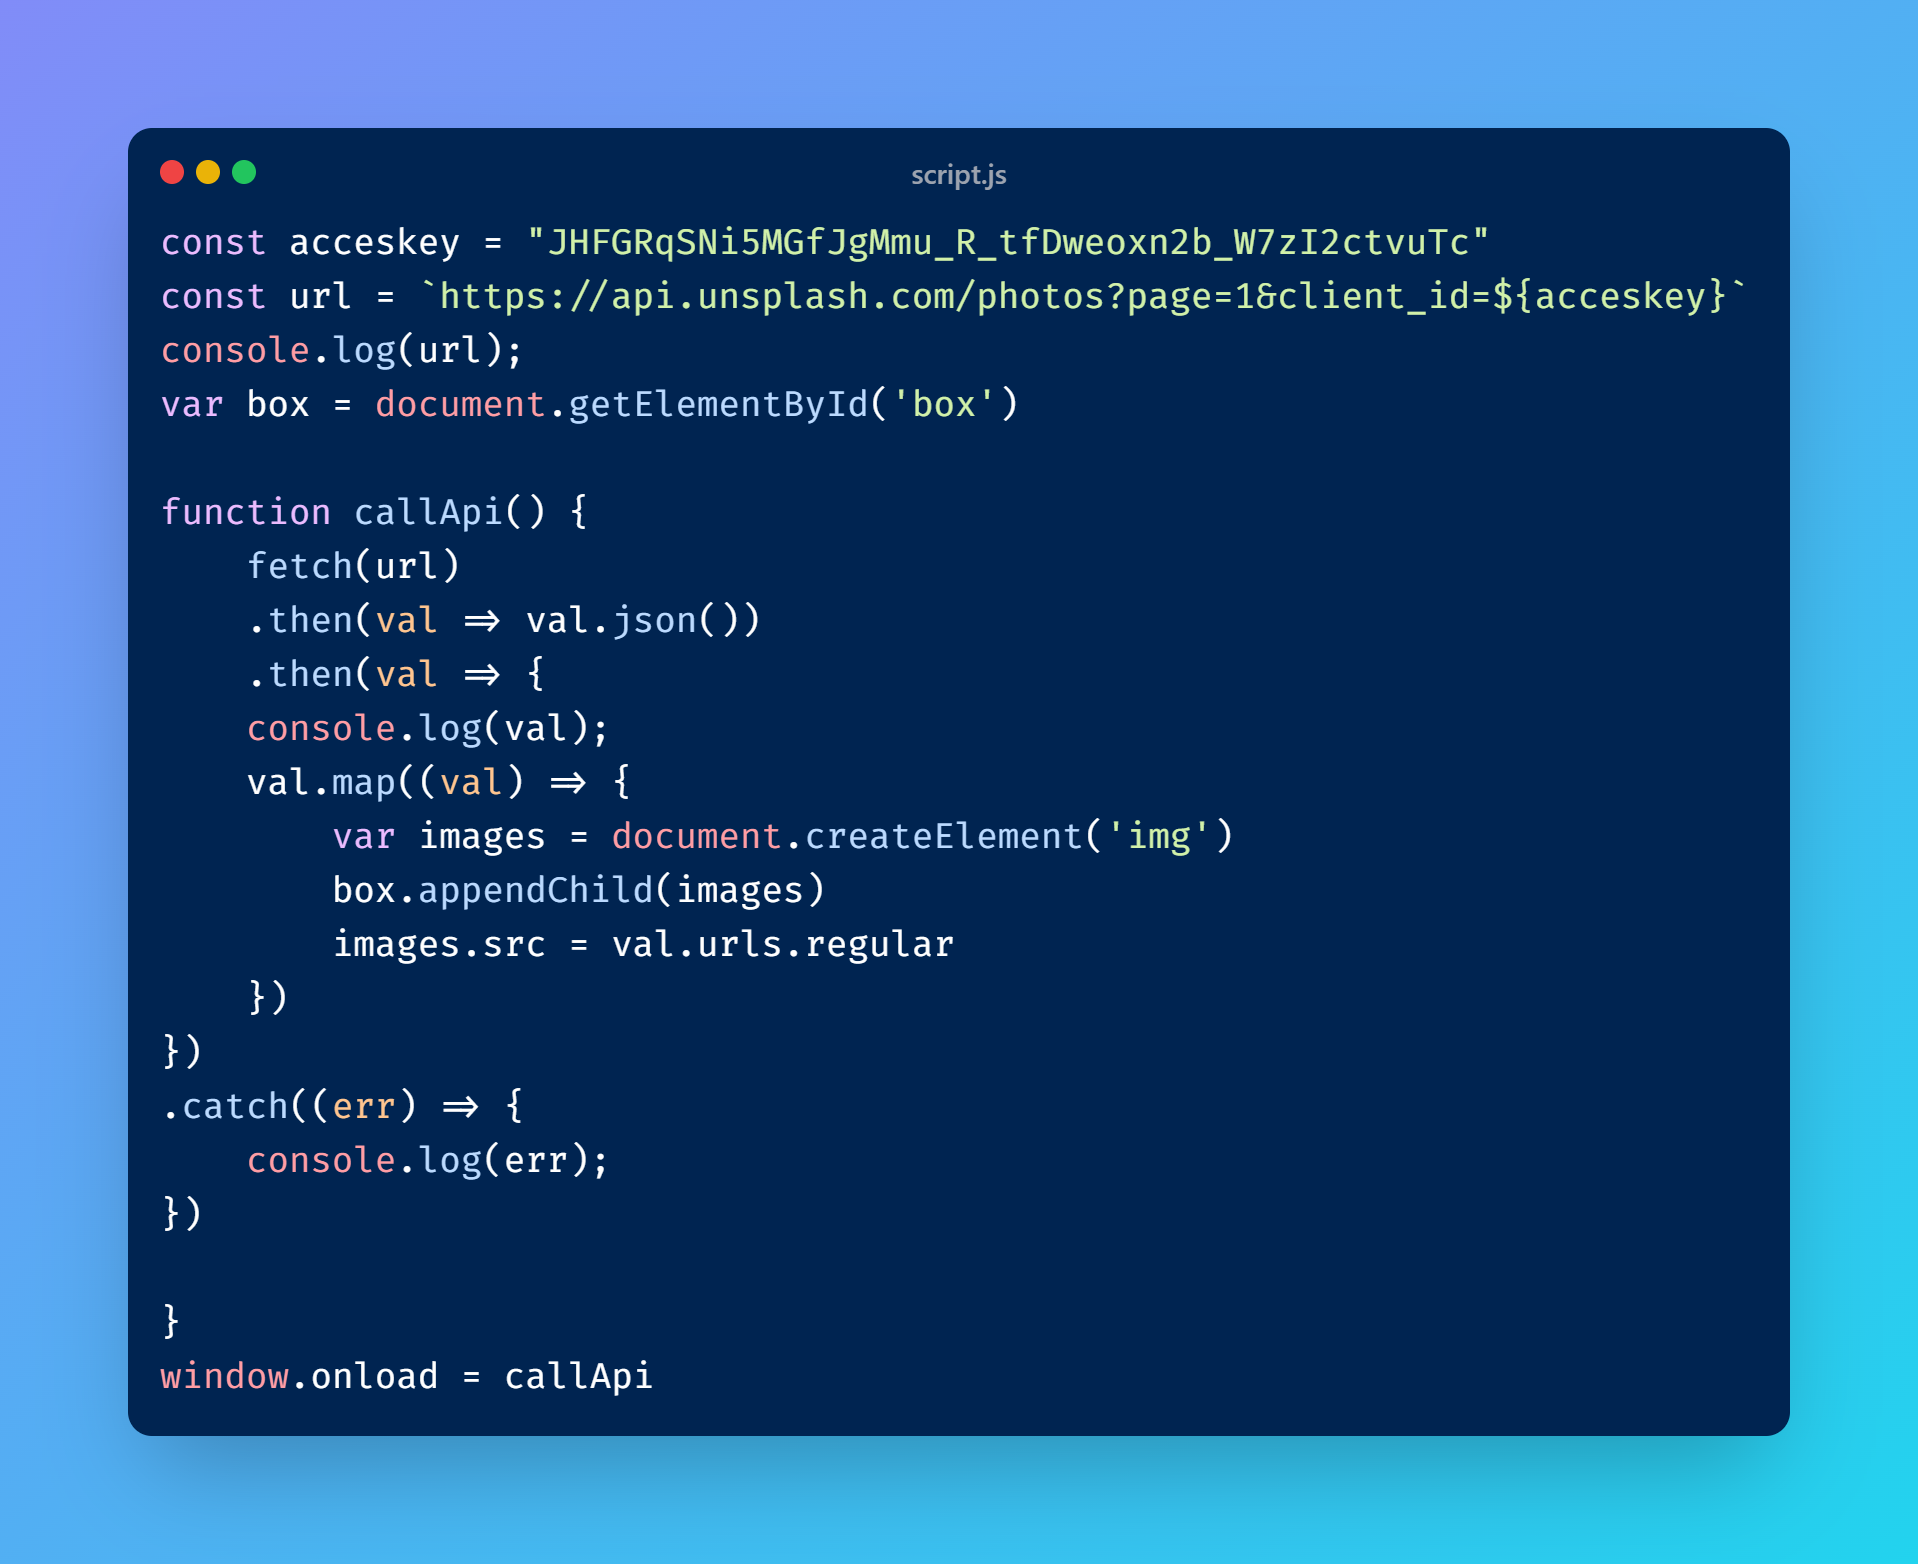 script.js
const acceskey = "JHFGRqSNi5MGfJgMmu_R_tfDweoxn2b_W7zI2ctvuTc"
const url = `https://api.unsplash.com/photos?page=1&client_id=${acceskey}`
console.log(url);
var box = document.getElementById('box')

function callApi() {
    fetch(url)
    .then(val => val.json())
    .then(val => {
    console.log(val);
    val.map((val) => {
        var images = document.createElement('img')
        box.appendChild(images)
        images.src = val.urls.regular
    })
})
.catch((err) => {
    console.log(err);
})

}
window.onload = callApi